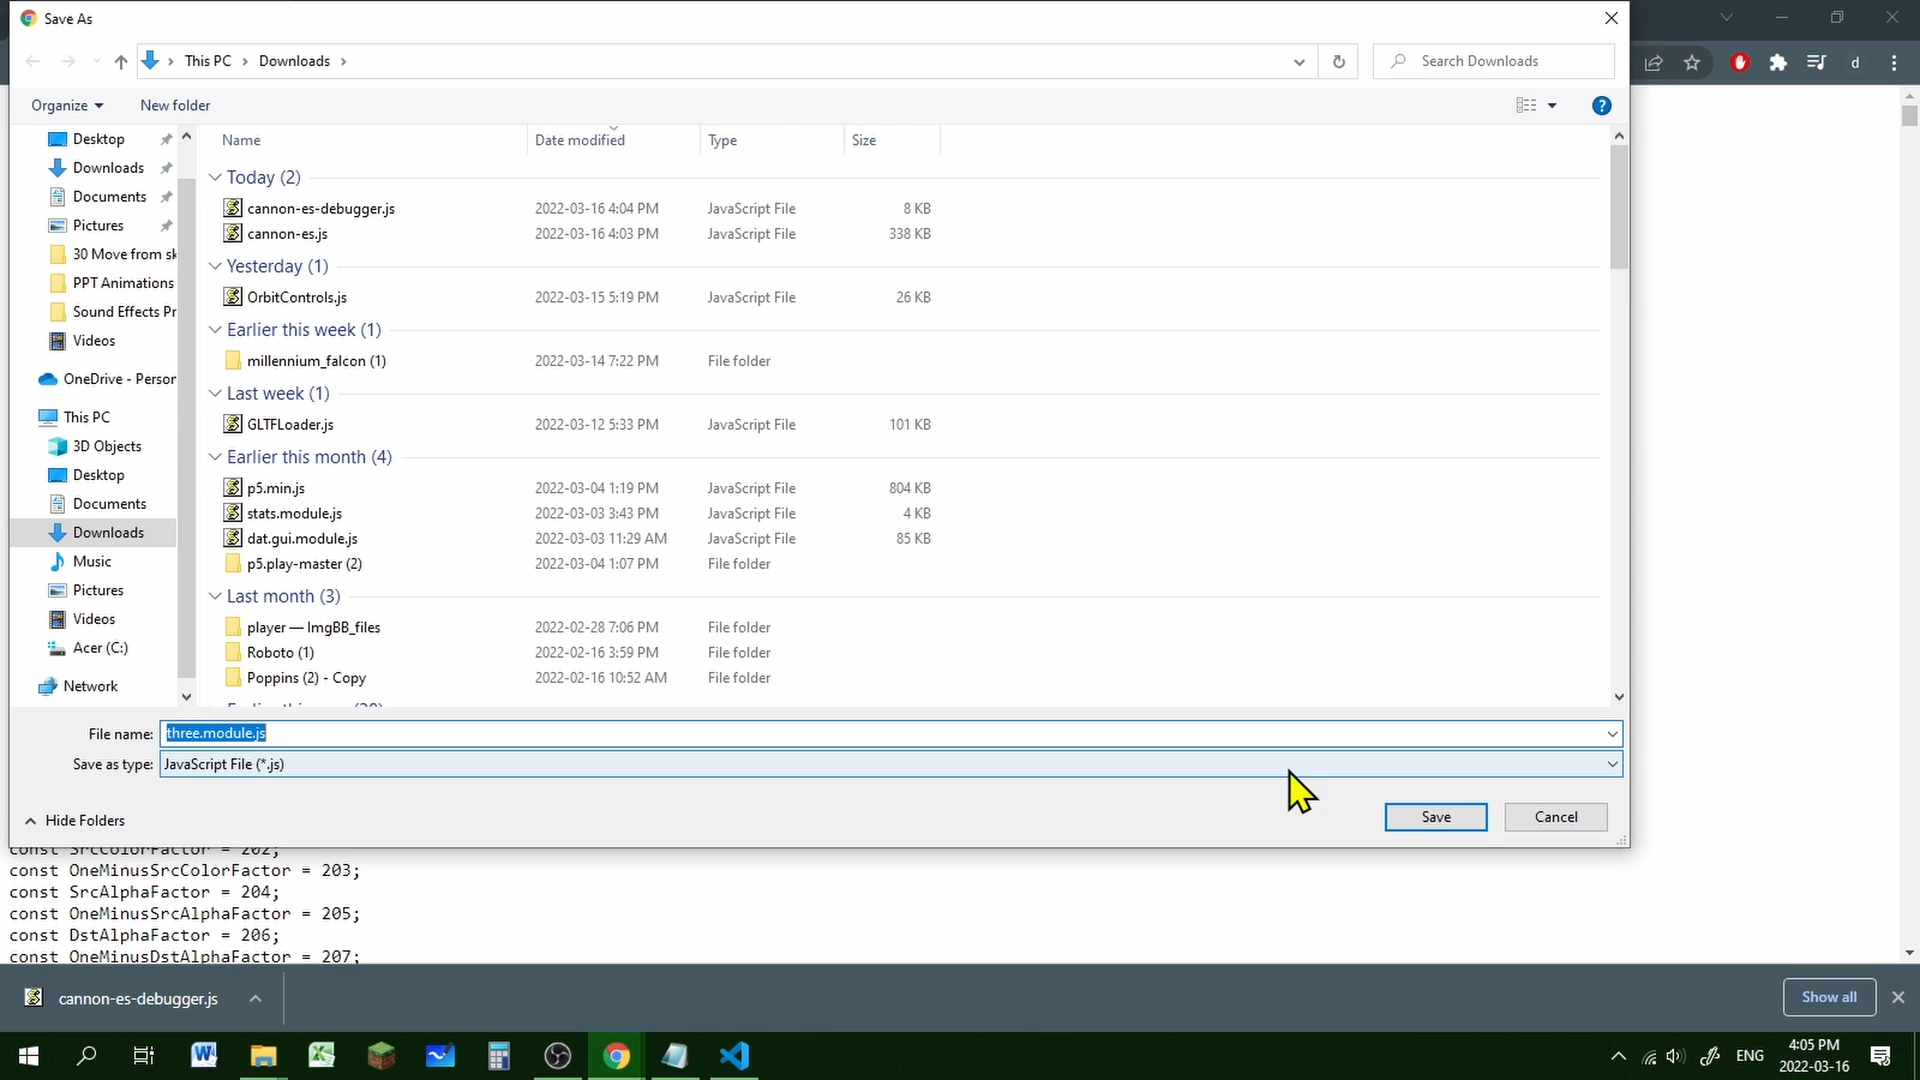 Save As
This PC
Downloads
Search Downloads
d
Organize
New folder
?
Desktop
Downloads
Documents
Pictures
30 Move from sk
PPT Animations
Sound Effects Pr
Videos
OneDrive - Person
This PC
3D Objects
Desktop
Documents
Downloads
Music
Pictures
Videos
Acer (C:)
Network
Name Date modified Type Size
Today (2)
cannon-es-debugger.js 2022-03-16 4:04 PM JavaScript File 8 KB
cannon-es.js 2022-03-16 4:03 PM JavaScript File 338 KB
Yesterday (1)
OrbitControls.js 2022-03-15 5:19 PM JavaScript File 26 KB
Earlier this week (1)
millennium_falcon (1) 2022-03-14 7:22 PM File folder
Last week (1)
GLTFLoader.js 2022-03-12 5:33 PM JavaScript File 101 KB
Earlier this month (4)
p5.min.js 2022-03-04 1:19 PM JavaScript File 804 KB
stats.module.js 2022-03-03 3:43 PM JavaScript File 4 KB
dat.gui.module.js 2022-03-03 11:29 AM JavaScript File 85 KB
p5.play-master (2) 2022-03-04 1:07 PM File folder
Last month (3)
player — ImgBB_files 2022-02-28 7:06 PM File folder
Roboto (1) 2022-02-16 3:59 PM File folder
Poppins (2) - Copy 2022-02-16 10:52 AM File folder
File name: three.module.js
Save as type: JavaScript File (*.js)
Hide Folders
Save
Cancel
const SrcColorFactor = 202;
const OneMinusSrcColorFactor = 203;
const SrcAlphaFactor = 204;
const OneMinusSrcAlphaFactor = 205;
const DstAlphaFactor = 206;
const OneMinusDstAlphaFactor = 207;
cannon-es-debugger.js
Show all
ENG
4:05 PM
2022-03-16